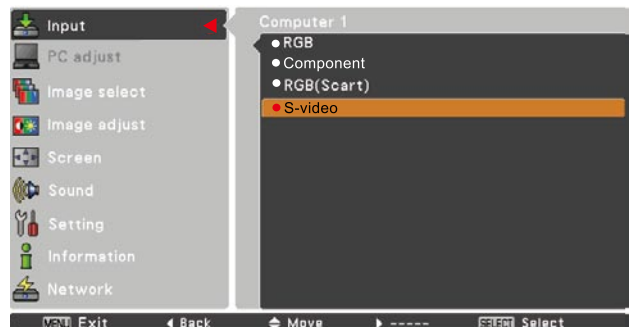 Input
PC adjust
Image select
Image adjust
Screen
Sound
Setting
Information
Network
Computer 1
RGB
Component
RGB(Scart)
S-video
MENU Exit Back Move ----- SELECT Select